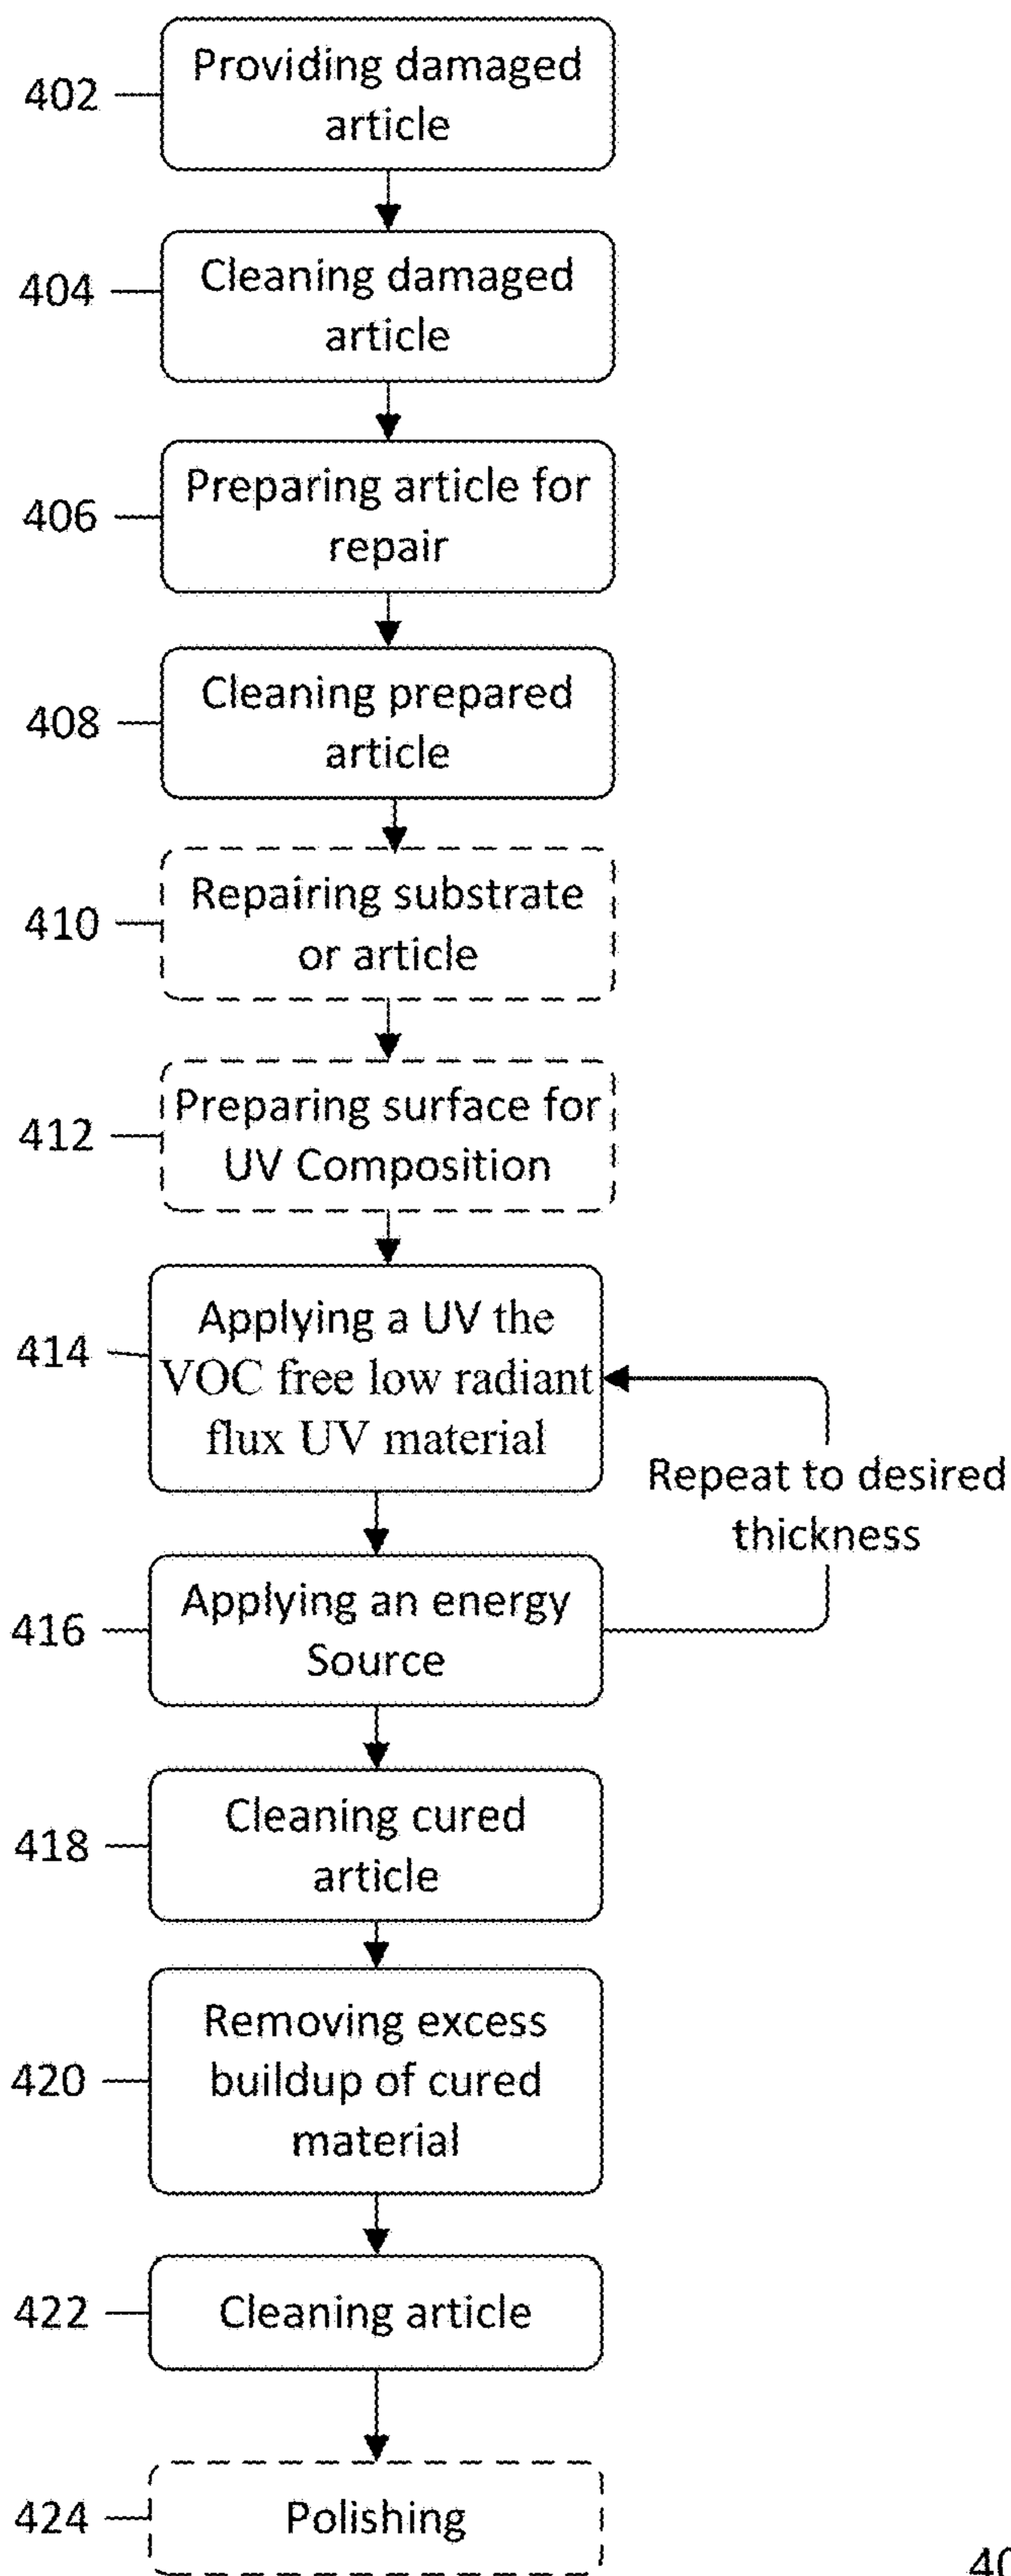 402
Providing damaged
article
404
Cleaning damaged
article
406
Preparing article for
repair
408
Cleaning prepared
article
410
Repairing substrate
or article
412
Preparing surface for
UV Composition
414
Applying a UV the
VOC free low radiant
flux UV material
Repeat to desired
thickness
416
Applying an energy
Source
418
Cleaning cured
article
420
Removing excess
buildup of cured
material
422
Cleaning article
424
Polishing